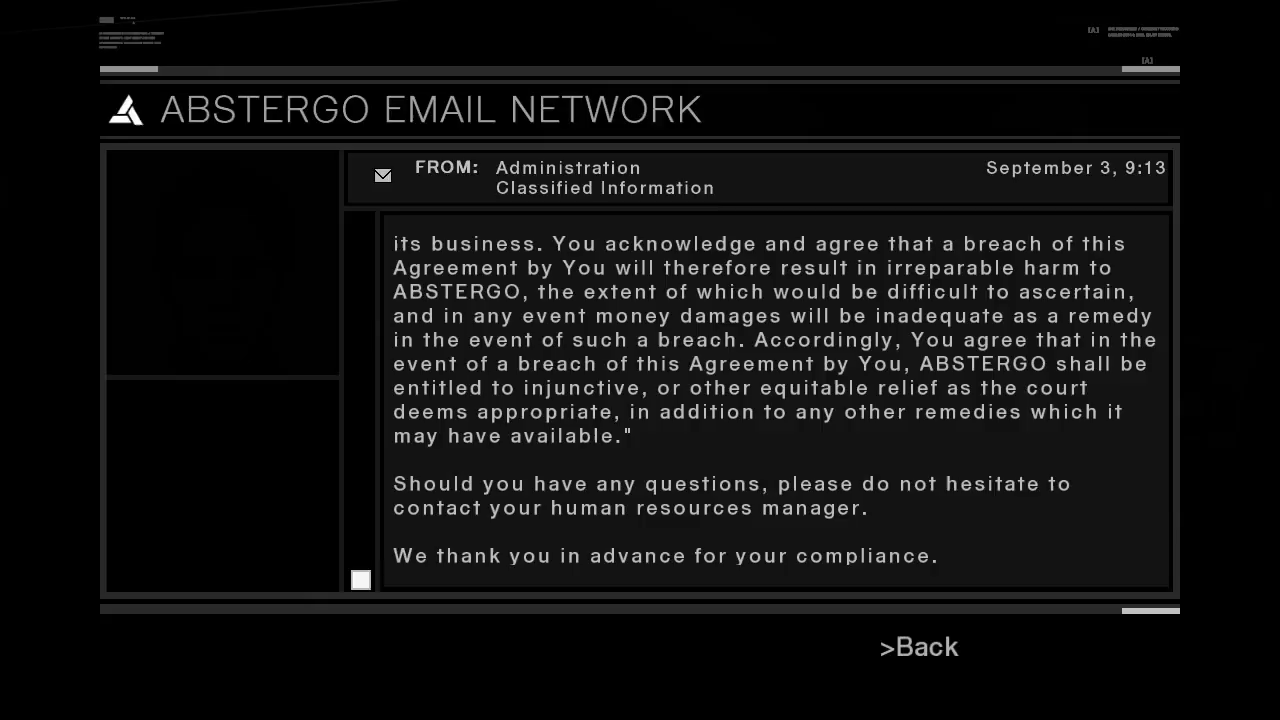 [A]
[A]
ABSTERGO EMAIL NETWORK
FROM: Administration September 3, 9:13
Classified Information
its business. You acknowledge and agree that a breach of this
Agreement by You will therefore result in irreparable harm to
ABSTERGO, the extent of which would be difficult to ascertain,
and in any event money damages will be inadequate as a remedy
in the event of such a breach. Accordingly, You agree that in the
event of a breach of this Agreement by You, ABSTERGO shall be
entitled to injunctive, or other equitable relief as the court
deems appropriate, in addition to any other remedies which it
may have available."
Should you have any questions, please do not hesitate to
contact your human resources manager.
We thank you in advance for your compliance.
>Back